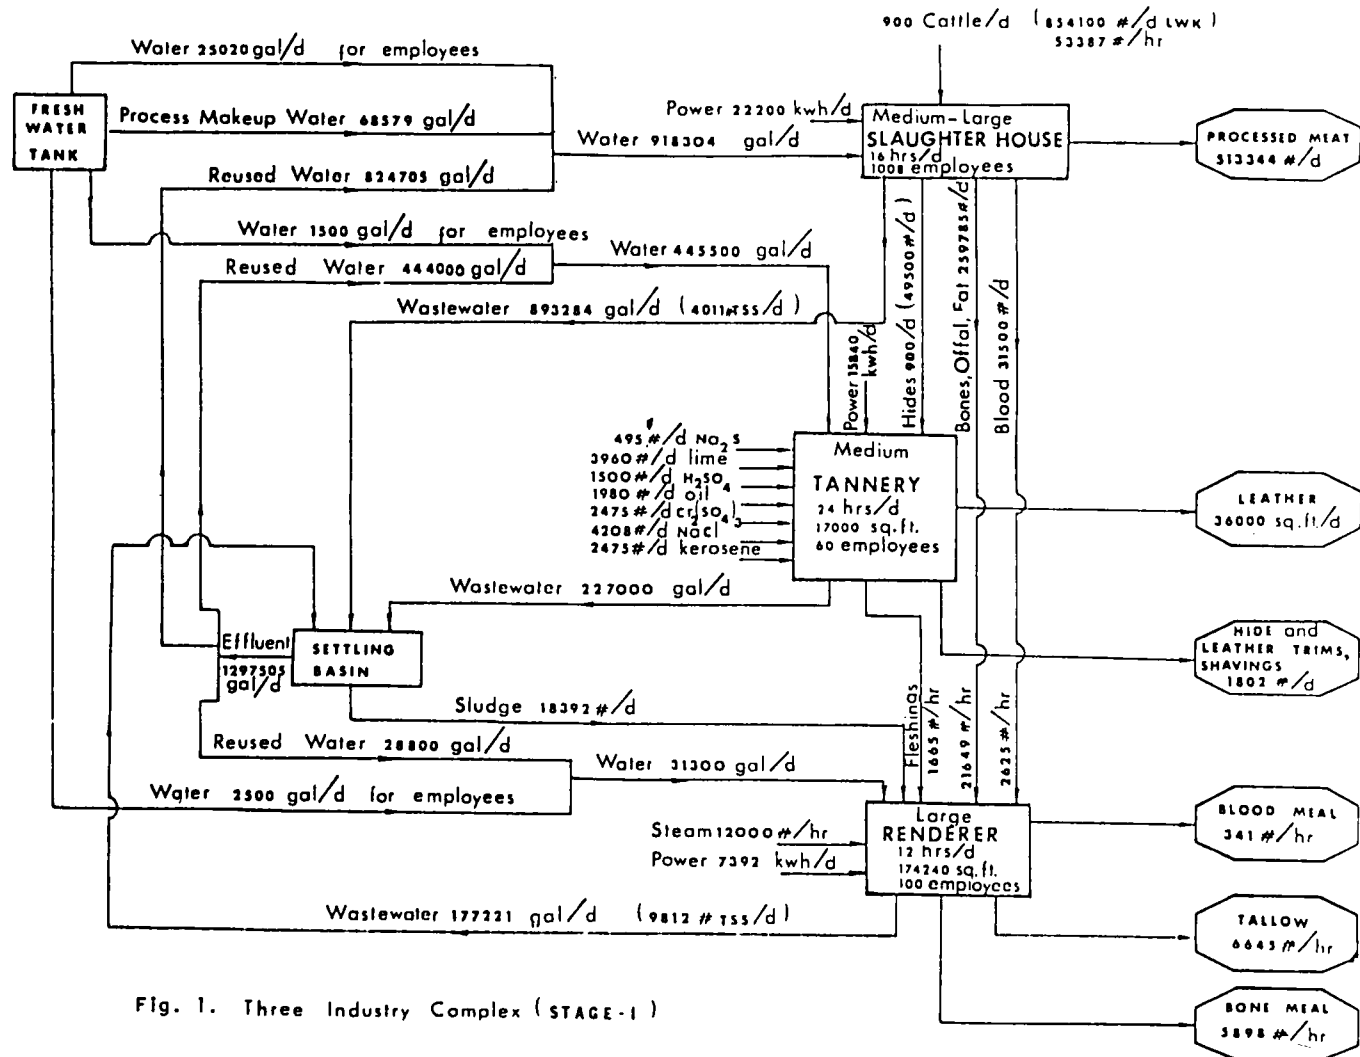 900 Cattle/d (854100 #/d LWK)
53387 #/hr
Water 25020 gal/d for employees
FRESH
WATER
TANK
Process Makeup Water 68579 gal/d
Reused Water 824705 gal/d
Water 918304 gal/d
Power 22200 kwh/d
Medium-Large
SLAUGHTER HOUSE
16 hrs/d
1008 employees
PROCESSED MEAT
513344 #/d
Water 1500 gal/d for employees
Reused Water 444000 gal/d
Water 445500 gal/d
Wastewater 893284 gal/d (4011#TSS/d)
Power 15840
kwh/d
Hides 900/d (49500#/d)
Bones, Offal, Fat 259785#/d
Blood 31500 #/d
495 #/d Na2S
3960 #/d lime
1500 #/d H2SO4
1980 #/d oil
2475 #/d cr2(SO4)3
4208 #/d Nacl
2475 #/d kerosene
Medium
TANNERY
24 hrs/d
17000 sq.ft.
60 employees
LEATHER
36000 sq.ft./d
Wastewater 227000 gal/d
Effluent
1297505
gal/d
SETTLING
BASIN
HIDE and
LEATHER TRIMS,
SHAVINGS
1802 #/d
Sludge 18392 #/d
Fleshings
1665 #/hr
21649 #/hr
2625 #/hr
Reused Water 28800 gal/d
Water 31300 gal/d
Water 2500 gal/d for employees
Steam 12000 #/hr
Power 7392 kwh/d
Large
RENDERER
12 hrs/d
174240 sq.ft.
100 employees
BLOOD MEAL
341 #/hr
Wastewater 177221 gal/d (9812 # TSS/d)
TALLOW
6645 #/hr
BONE MEAL
5898 #/hr
Fig. 1. Three Industry Complex (STAGE-I)